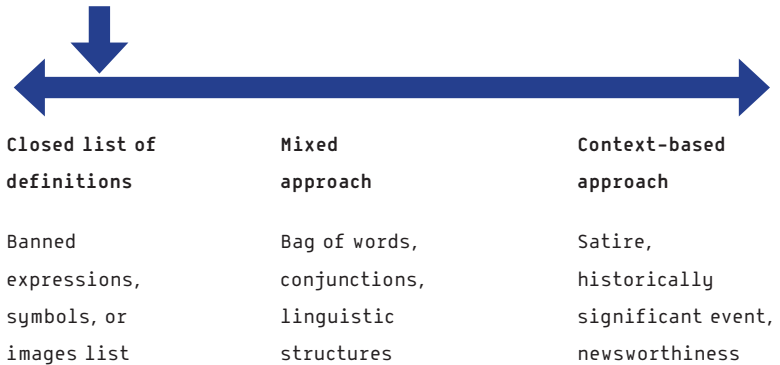 Closed list of
definitions
Banned
expressions,
symbols, or
images list
Mixed
approach
Bag of words,
conjunctions,
linguistic
structures
Context-based
approach
Satire,
historically
significant event,
newsworthiness